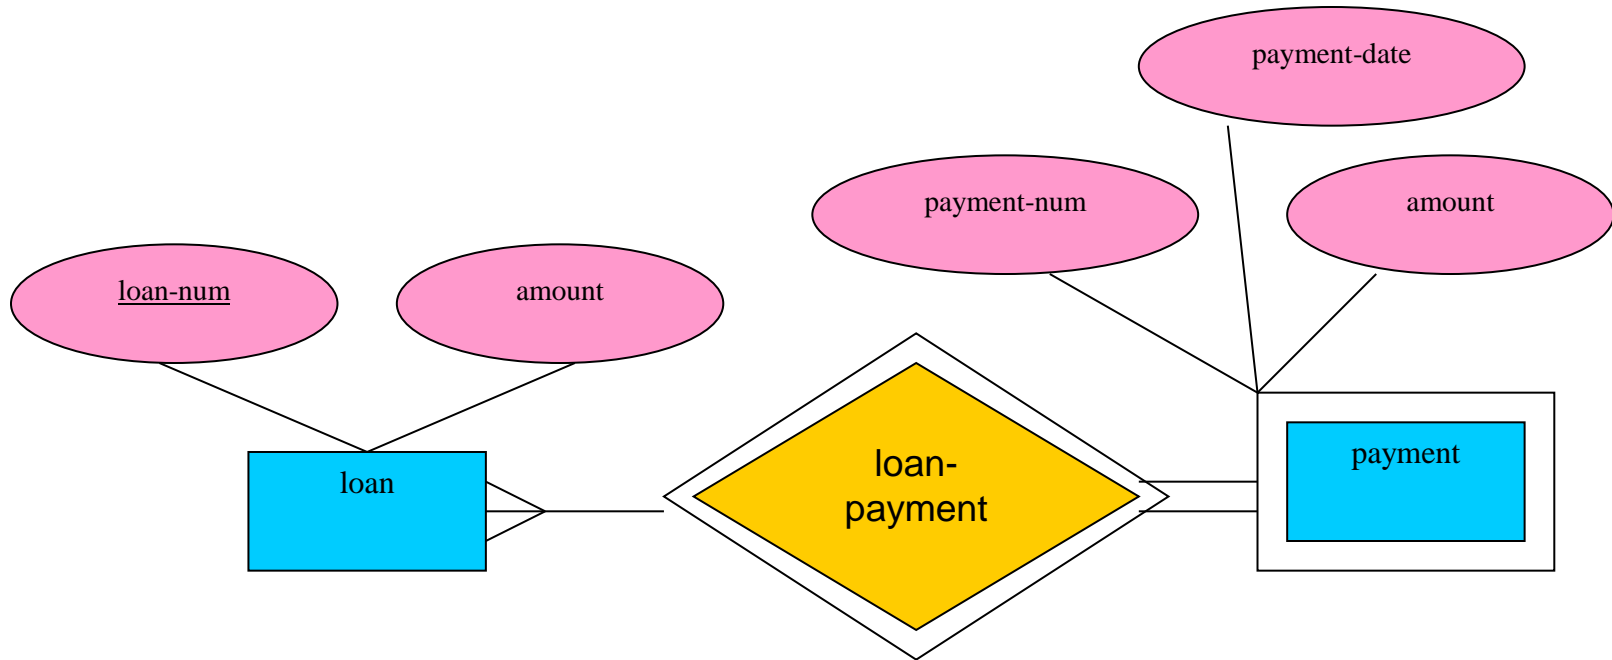 payment-date
payment-num
amount
loan-num
amount
loan
loan-
payment
payment